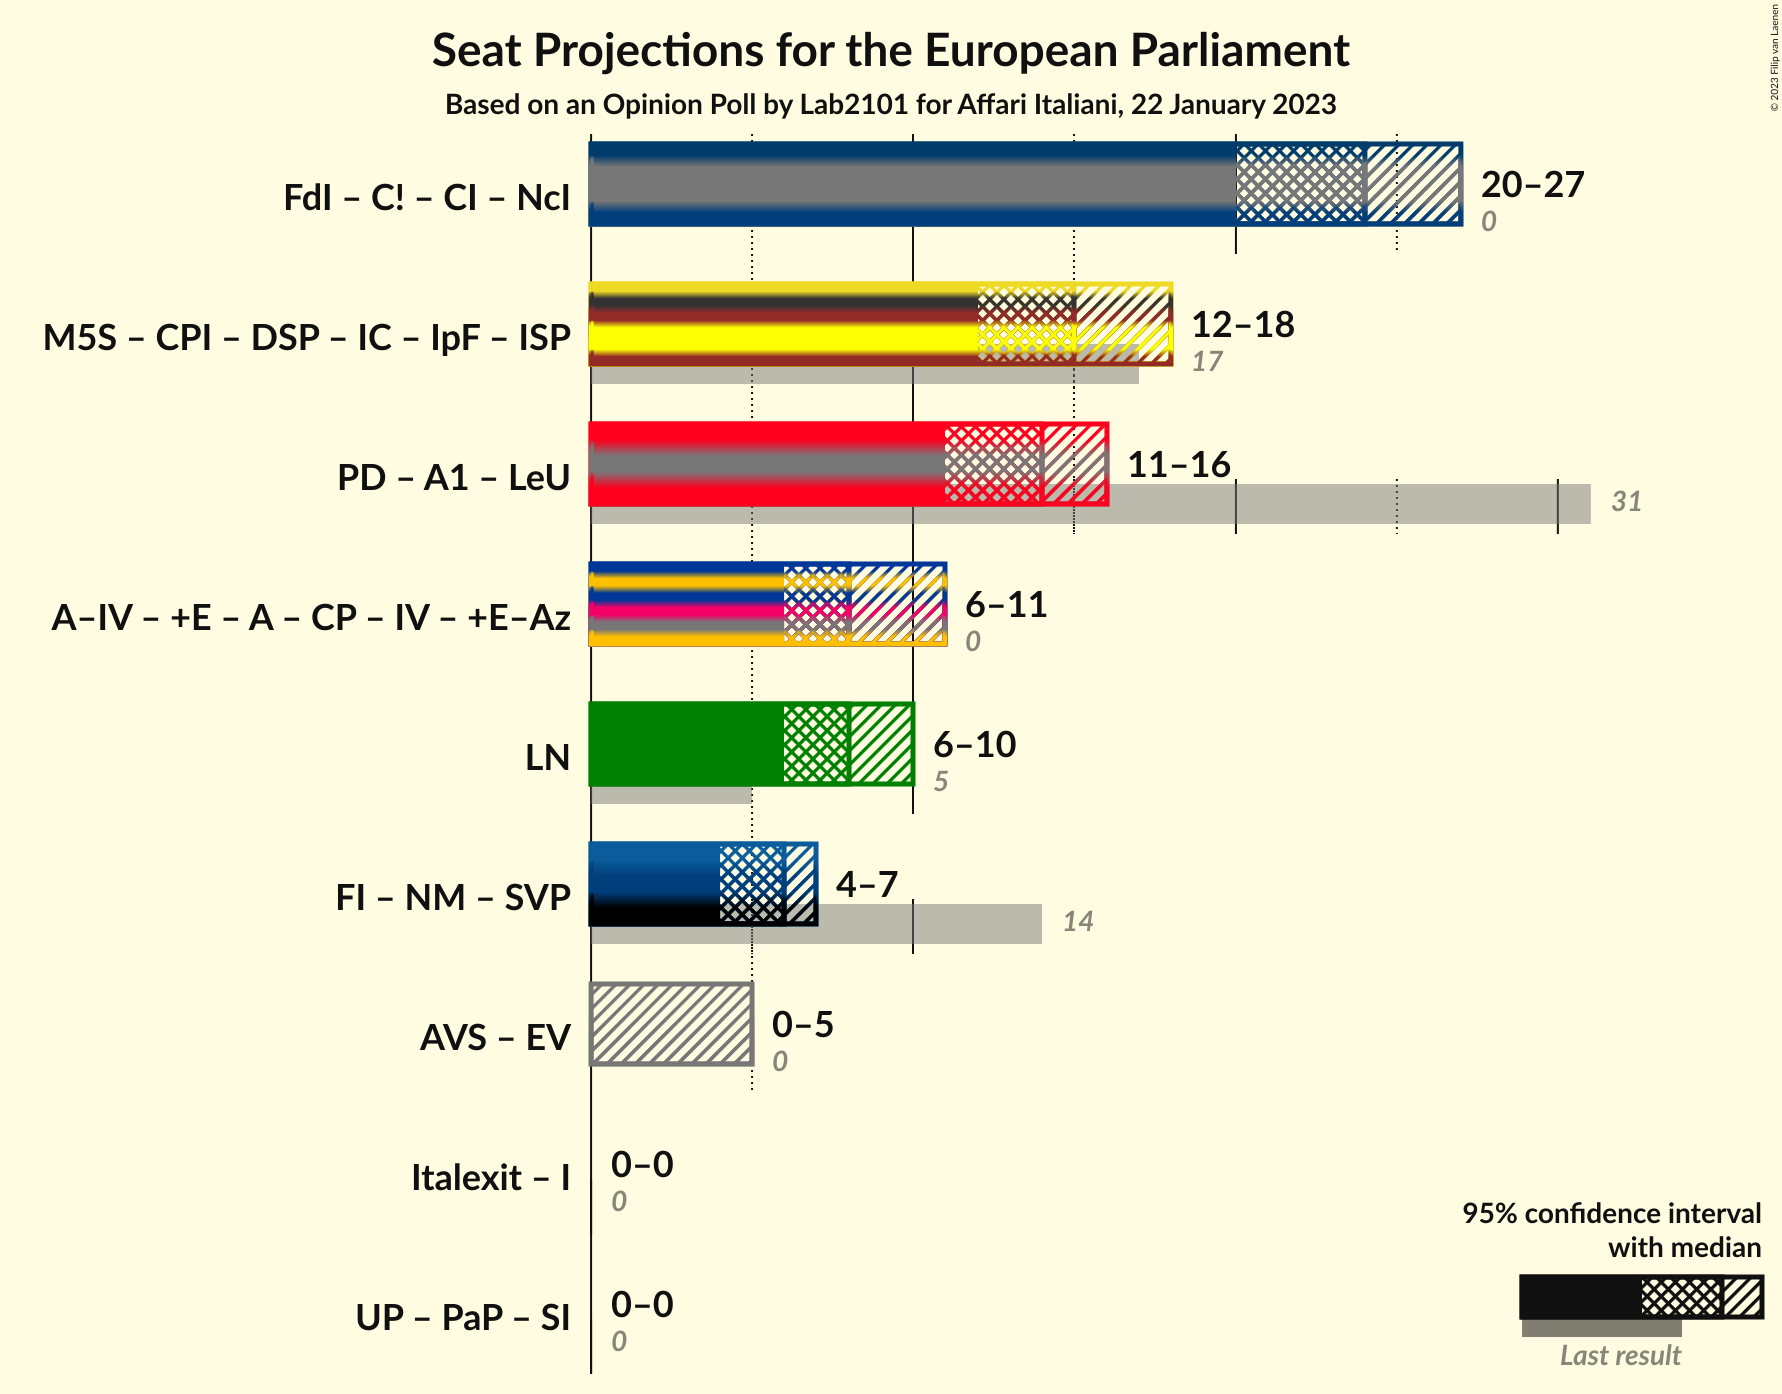 Seat Projections for the European Parliament
Based on an Opinion Poll by Lab2101 for Affari Italiani, 22 January 2023
© 2023 Filip van Laenen
FdI – C! – CI – NcI
20–27
0
M5S – CPI – DSP – IC – IpF – ISP
12–18
17
PD – A1 – LeU
11–16
31
A–IV – +E – A – CP – IV – +E–Az
6–11
0
LN
6–10
5
FI – NM – SVP
4–7
14
AVS – EV
0–5
0
Italexit – I
0–0
0
UP – PaP – SI
0–0
0
95% confidence interval
with median
Last result